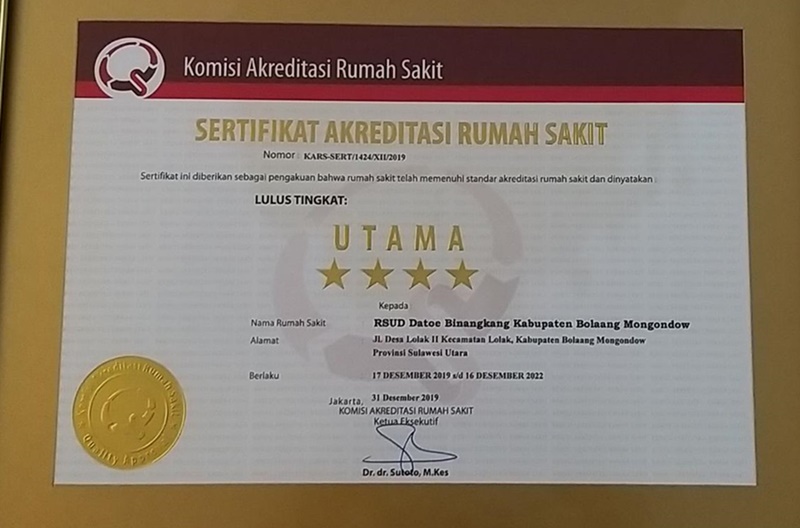 Komisi Akreditasi Rumah Sakit
SERTIFIKAT AKREDITASI RUMAH SAKIT
Nomor : KARS-SERT/1424/XII/2019
Sertifikat ini diberikan sebagai pengakuan bahwa rumah sakit telah memenuhi standar akreditasi rumah sakit dan dinyatakan :
LULUS TINGKAT:
UTAMA
Kepada
Nama Rumah Sakit RSUD Datoe Binangkang Kabupaten Bolaang Mongondow
Alamat Jl. Desa Lolak II Kecamatan Lolak, Kabupaten Bolaang Mongondow
Provinsi Sulawesi Utara
Berlaku 17 DESEMBER 2019 s/d 16 DESEMBER 2022
Jakarta, 31 Desember 2019
KOMISI AKREDITASI RUMAH SAKIT
Ketua Eksekutif
Dr. dr. Sutoto, M.Kes